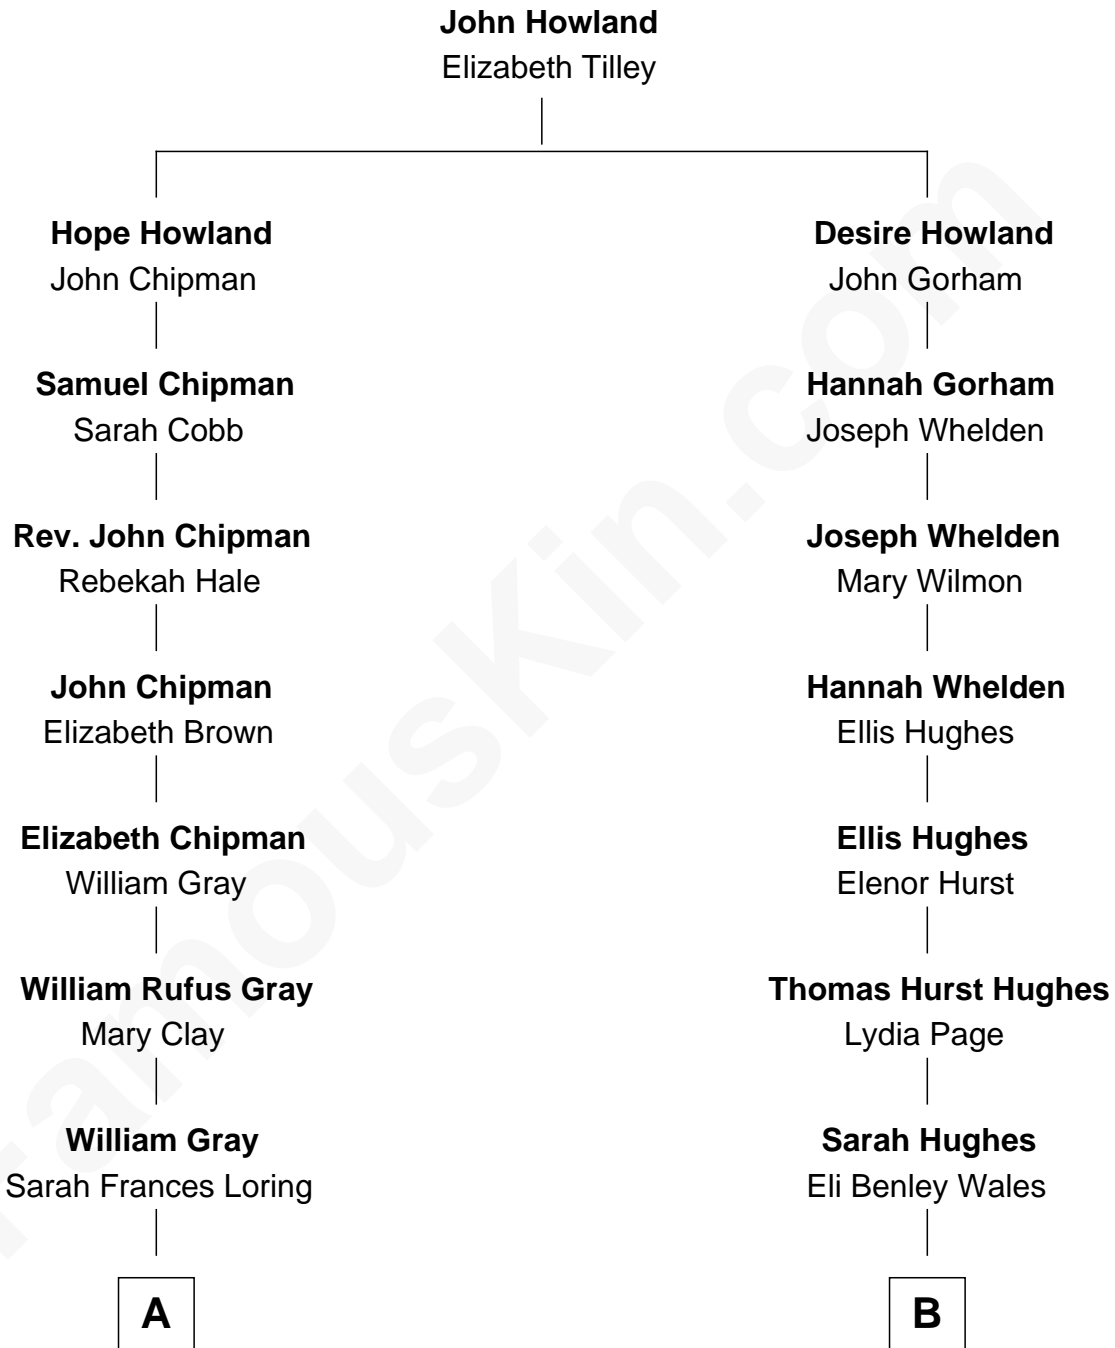 John Howland
Elizabeth Tilley
Hope Howland
John Chipman
Desire Howland
John Gorham
Samuel Chipman
Sarah Cobb
Hannah Gorham
Joseph Whelden
Rev. John Chipman
Rebekah Hale
Joseph Whelden
Mary Wilmon
John Chipman
Elizabeth Brown
Hannah Whelden
Ellis Hughes
Elizabeth Chipman
William Gray
Ellis Hughes
Elenor Hurst
William Rufus Gray
Mary Clay
Thomas Hurst Hughes
Lydia Page
William Gray
Sarah Frances Loring
Sarah Hughes
Eli Benley Wales
A
B
famouskin.com